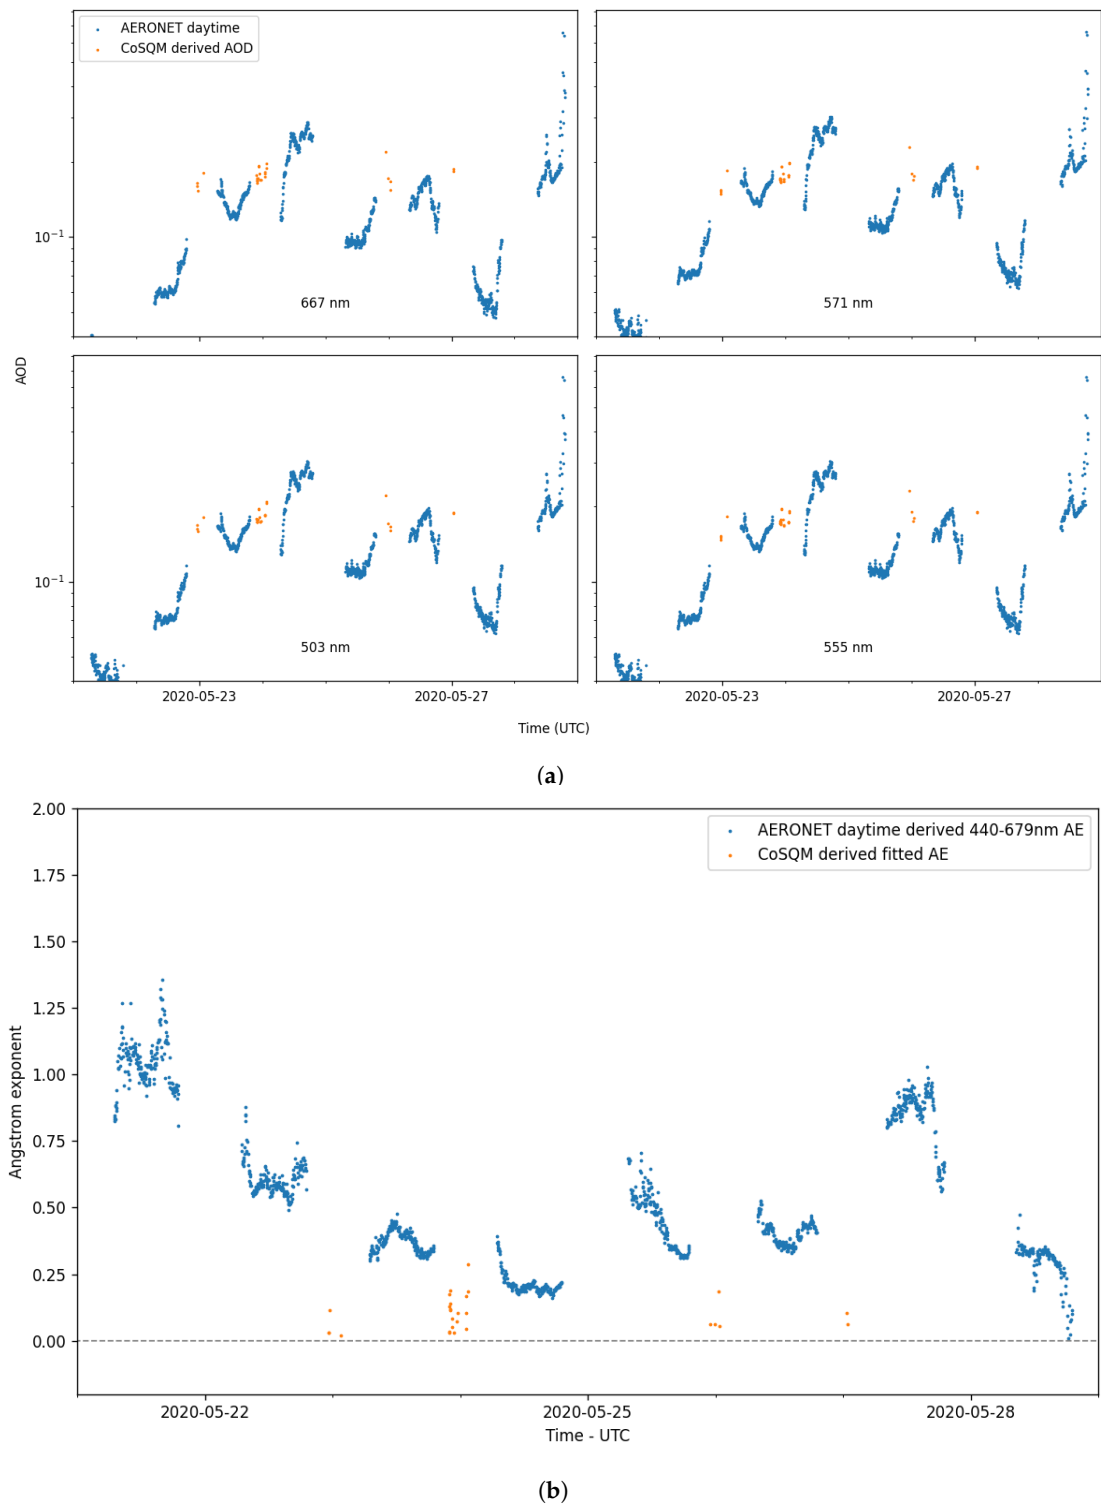 AERONET daytime
CoSQM derived AOD
10⁻¹
667 nm
571 nm
AOD
10⁻¹
503 nm
555 nm
2020-05-23
2020-05-27
2020-05-23
2020-05-27
Time (UTC)
(a)
2.00
AERONET daytime derived 440-679nm AE
CoSQM derived fitted AE
1.75
1.50
1.25
1.00
0.75
0.50
0.25
0.00
Angstrom exponent
2020-05-22
2020-05-25
2020-05-28
Time - UTC
(b)